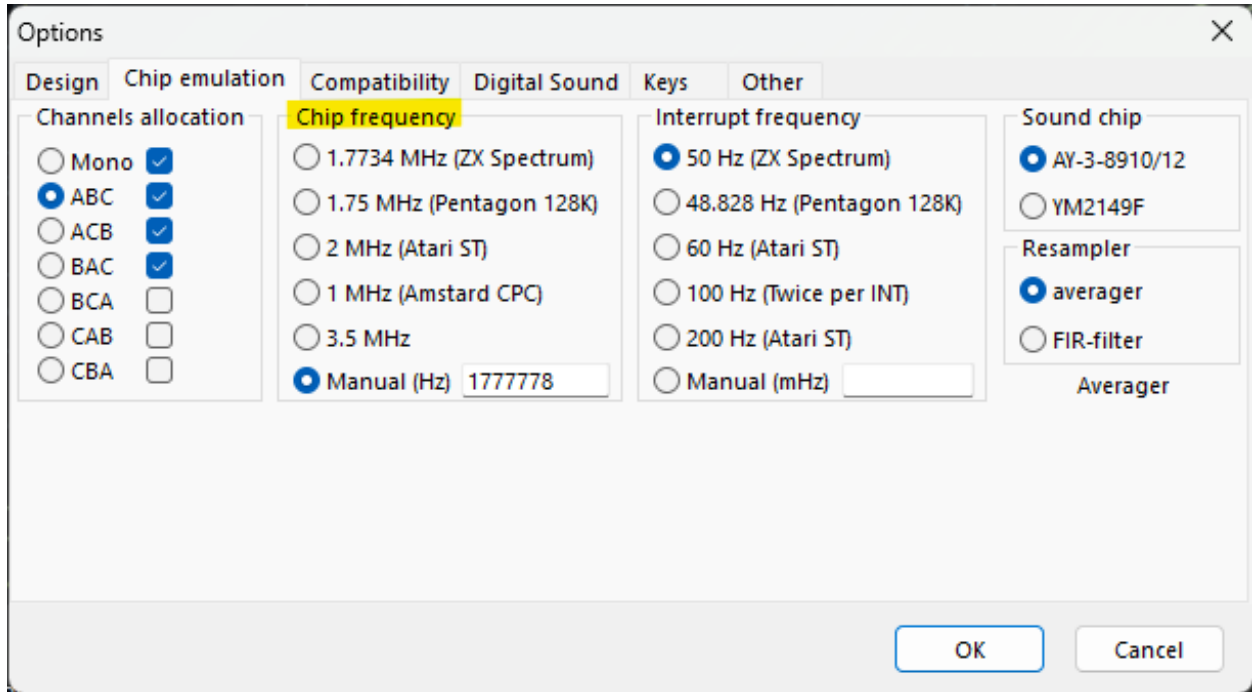 Options
Design Chip emulation Compatibility Digital Sound Keys Other
Channels allocation
Mono
ABC
ACB
BAC
BCA
CAB
CBA
Chip frequency
1.7734 MHz (ZX Spectrum)
1.75 MHz (Pentagon 128K)
2 MHz (Atari ST)
1 MHz (Amstard CPC)
3.5 MHz
Manual (Hz) 1777778
Interrupt frequency
50 Hz (ZX Spectrum)
48.828 Hz (Pentagon 128K)
60 Hz (Atari ST)
100 Hz (Twice per INT)
200 Hz (Atari ST)
Manual (mHz)
Sound chip
AY-3-8910/12
YM2149F
Resampler
averager
FIR-filter
Averager
OK Cancel